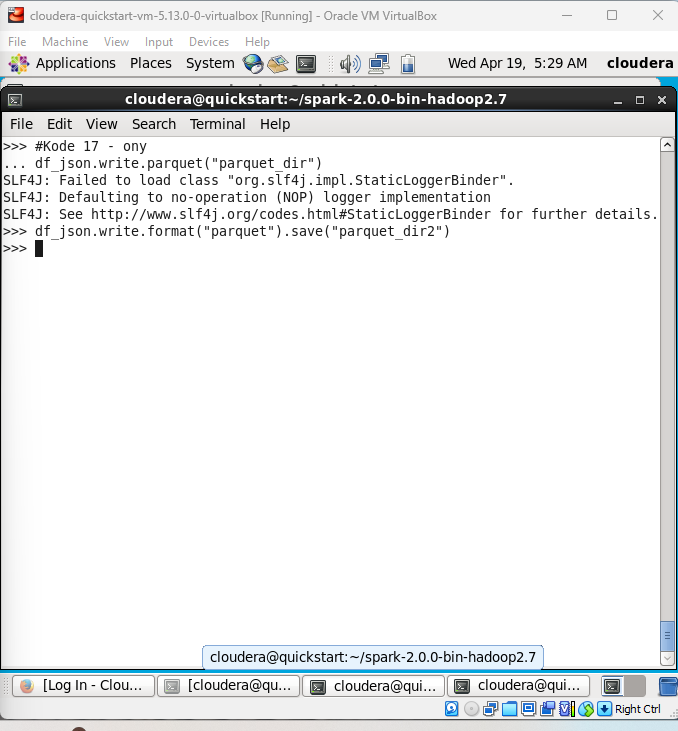 cloudera-quickstart-vm-5.13.0-0-virtualbox [Running] - Oracle VM VirtualBox
File Machine View Input Devices Help
Applications Places System Wed Apr 19, 5:29 AM cloudera
cloudera@quickstart:~/spark-2.0.0-bin-hadoop2.7
File Edit View Search Terminal Help
>>> #Kode 17 - ony
... df_json.write.parquet("parquet_dir")
SLF4J: Failed to load class "org.slf4j.impl.StaticLoggerBinder".
SLF4J: Defaulting to no-operation (NOP) logger implementation
SLF4J: See http://www.slf4j.org/codes.html#StaticLoggerBinder for further details.
>>> df_json.write.format("parquet").save("parquet_dir2")
>>>
cloudera@quickstart:~/spark-2.0.0-bin-hadoop2.7
[Log In - Clou... [cloudera@qu... cloudera@qui... cloudera@qui...
Right Ctrl